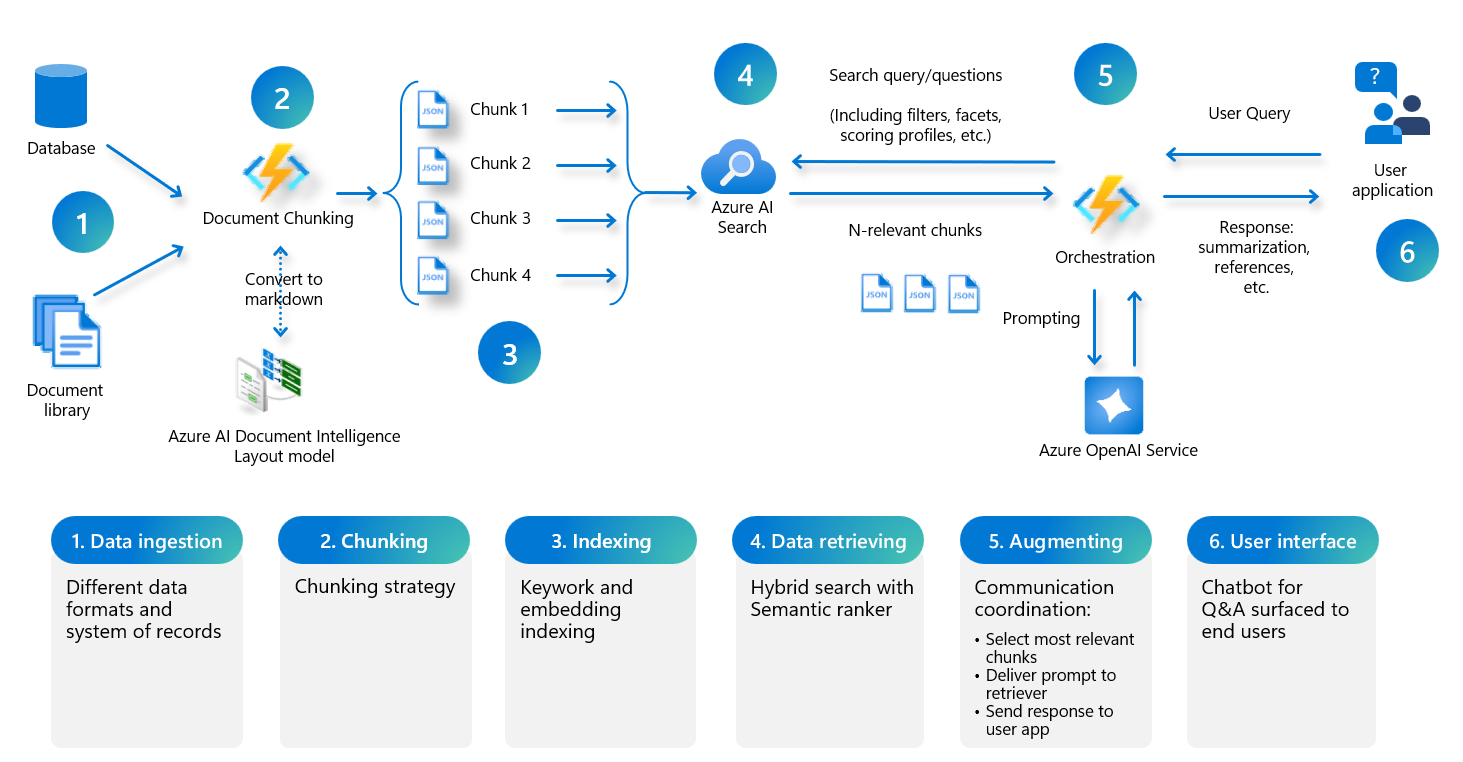 Database
1
Document
library
2
Document Chunking
Convert to
markdown
Azure AI Document Intelligence
Layout model
JSON
Chunk 1
JSON
Chunk 2
JSON
Chunk 3
JSON
Chunk 4
3
4
Azure AI
Search
Search query/questions
(Including filters, facets,
scoring profiles, etc.)
N-relevant chunks
JSON
JSON
JSON
5
Orchestration
Prompting
Azure OpenAI Service
User Query
Response:
summarization,
references,
etc.
?
User
application
6
1. Data ingestion
Different data
formats and
system of records
2. Chunking
Chunking strategy
3. Indexing
Keywork and
embedding
indexing
4. Data retrieving
Hybrid search with
Semantic ranker
5. Augmenting
Communication
coordination:
• Select most relevant
chunks
• Deliver prompt to
retriever
• Send response to
user app
6. User interface
Chatbot for
Q&A surfaced to
end users